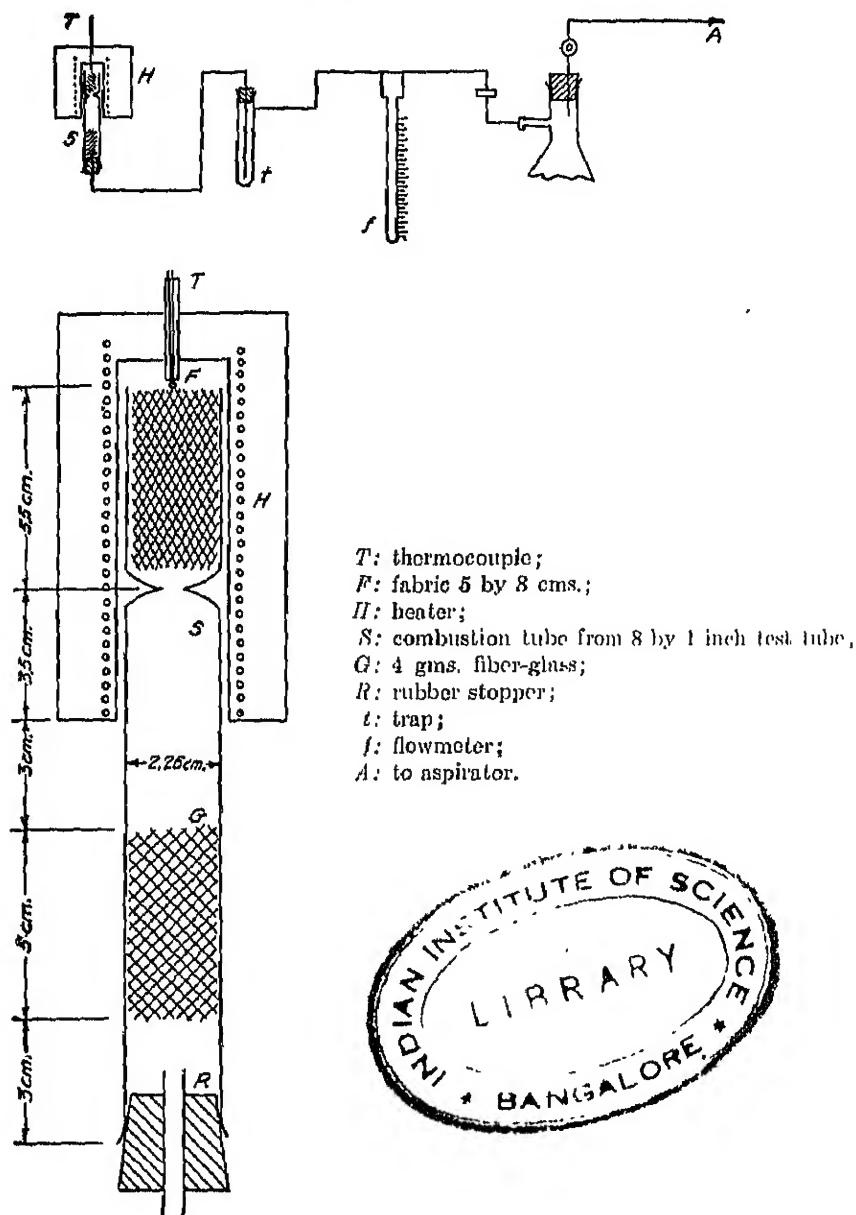 T
H
A
S
t
f
T
F
5,5 cm.
H
S
3,5 cm.
3 cm.
2,26 cm.
G
5 cm.
3 cm.
R
T: thermocouple;
F: fabric 5 by 8 cms.;
H: heater;
S: combustion tube from 8 by 1 inch test tube,
G: 4 gms. fiber-glass;
R: rubber stopper;
t: trap;
f: flowmeter;
A: to aspirator.
INDIAN INSTITUTE OF SCIENCE
LIBRARY
* BANGALORE *